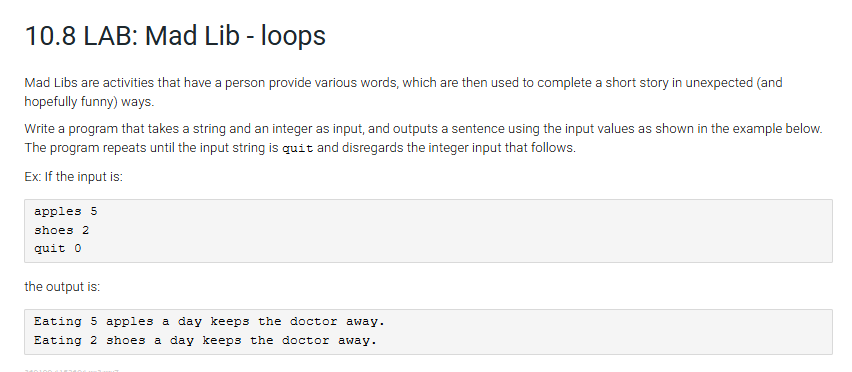 10.8 LAB: Mad Lib - loops
Mad Libs are activities that have a person provide various words, which are then used to complete a short story in unexpected (and
hopefully funny) ways.
Write a program that takes a string and an integer as input, and outputs a sentence using the input values as shown in the example below.
The program repeats until the input string is quit and disregards the integer input that follows.
Ex: If the input is:
apples 5
shoes 2
quit 0
the output is:
Eating 5 apples a day keeps the doctor away.
Eating 2 shoes a day keeps the doctor away.